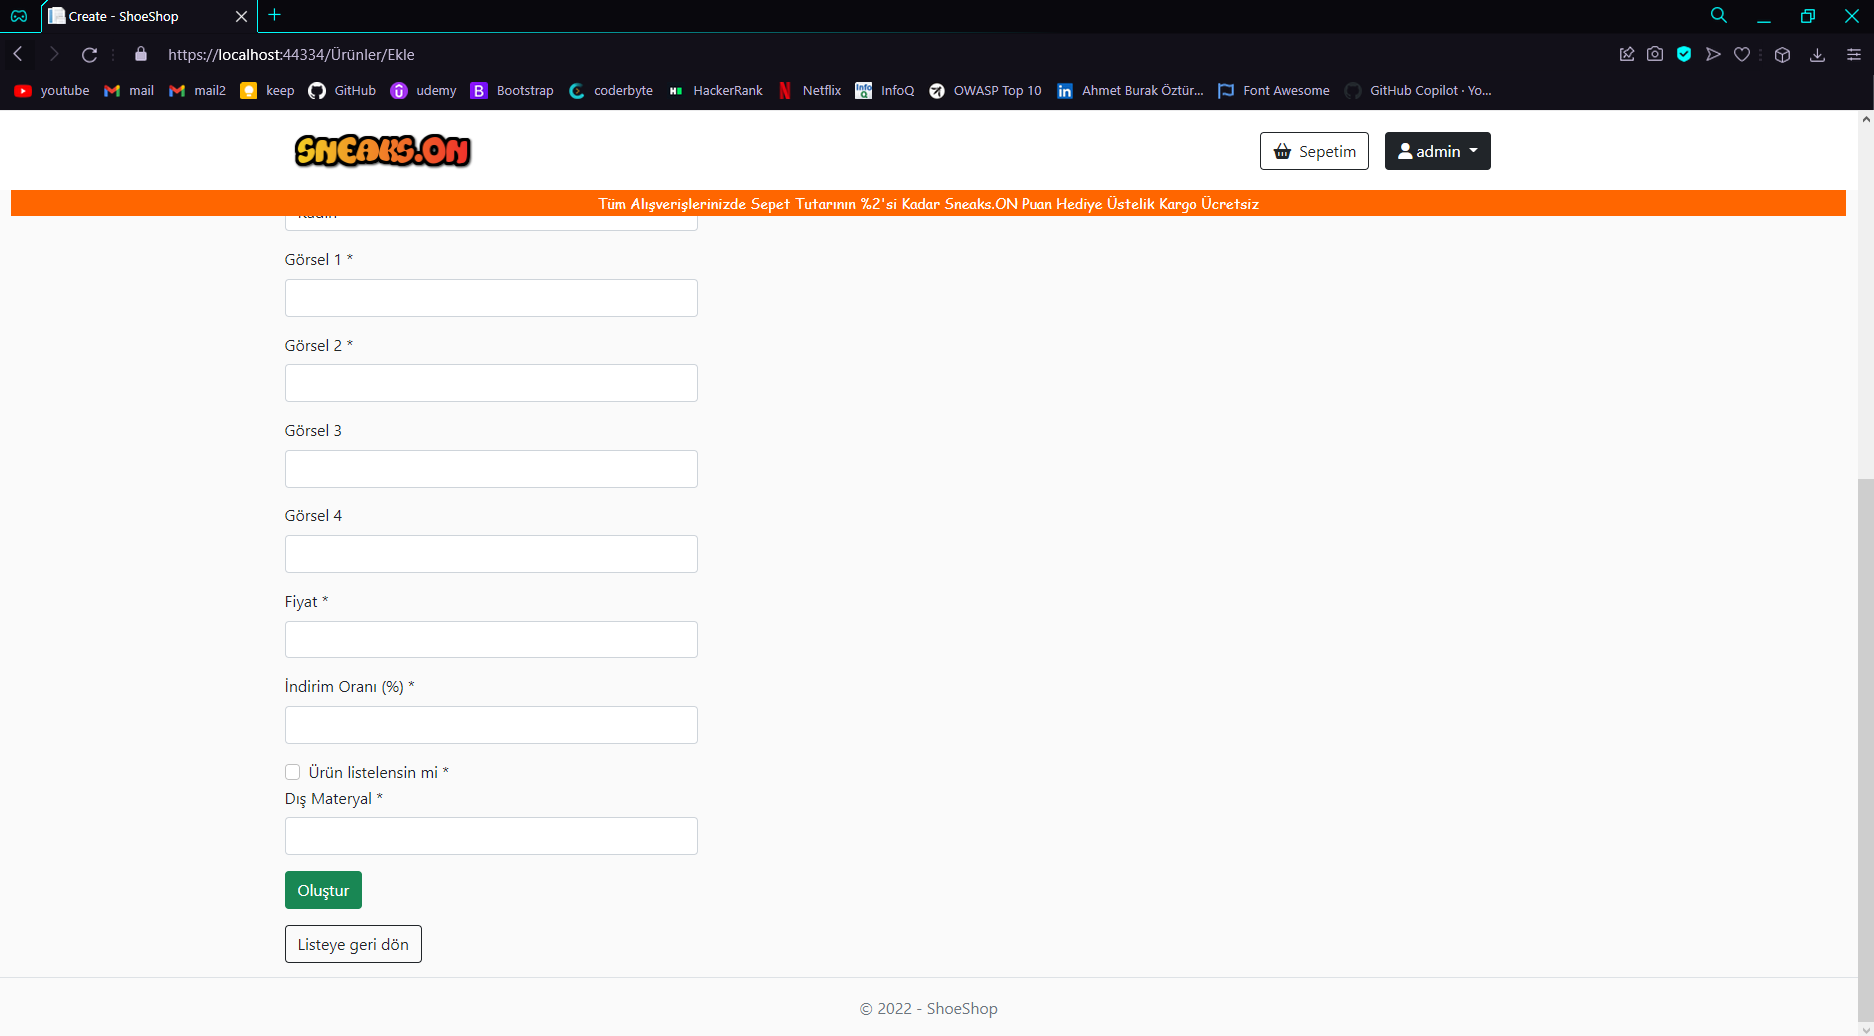 Create - ShoeShop
https://localhost:44334/Ürünler/Ekle
youtube mail mail2 keep GitHub udemy Bootstrap coderbyte HackerRank Netflix InfoQ OWASP Top 10 Ahmet Burak Öztür... Font Awesome GitHub Copilot · Yo...
SNEAKS.ON Sepetim admin
Tüm Alışverişlerinizde Sepet Tutarının %2'si Kadar Sneaks.ON Puan Hediye Üstelik Kargo Ücretsiz
Görsel 1 *
Görsel 2 *
Görsel 3
Görsel 4
Fiyat *
İndirim Oranı (%) *
Ürün listelensin mi *
Dış Materyal *
Oluştur
Listeye geri dön
© 2022 - ShoeShop